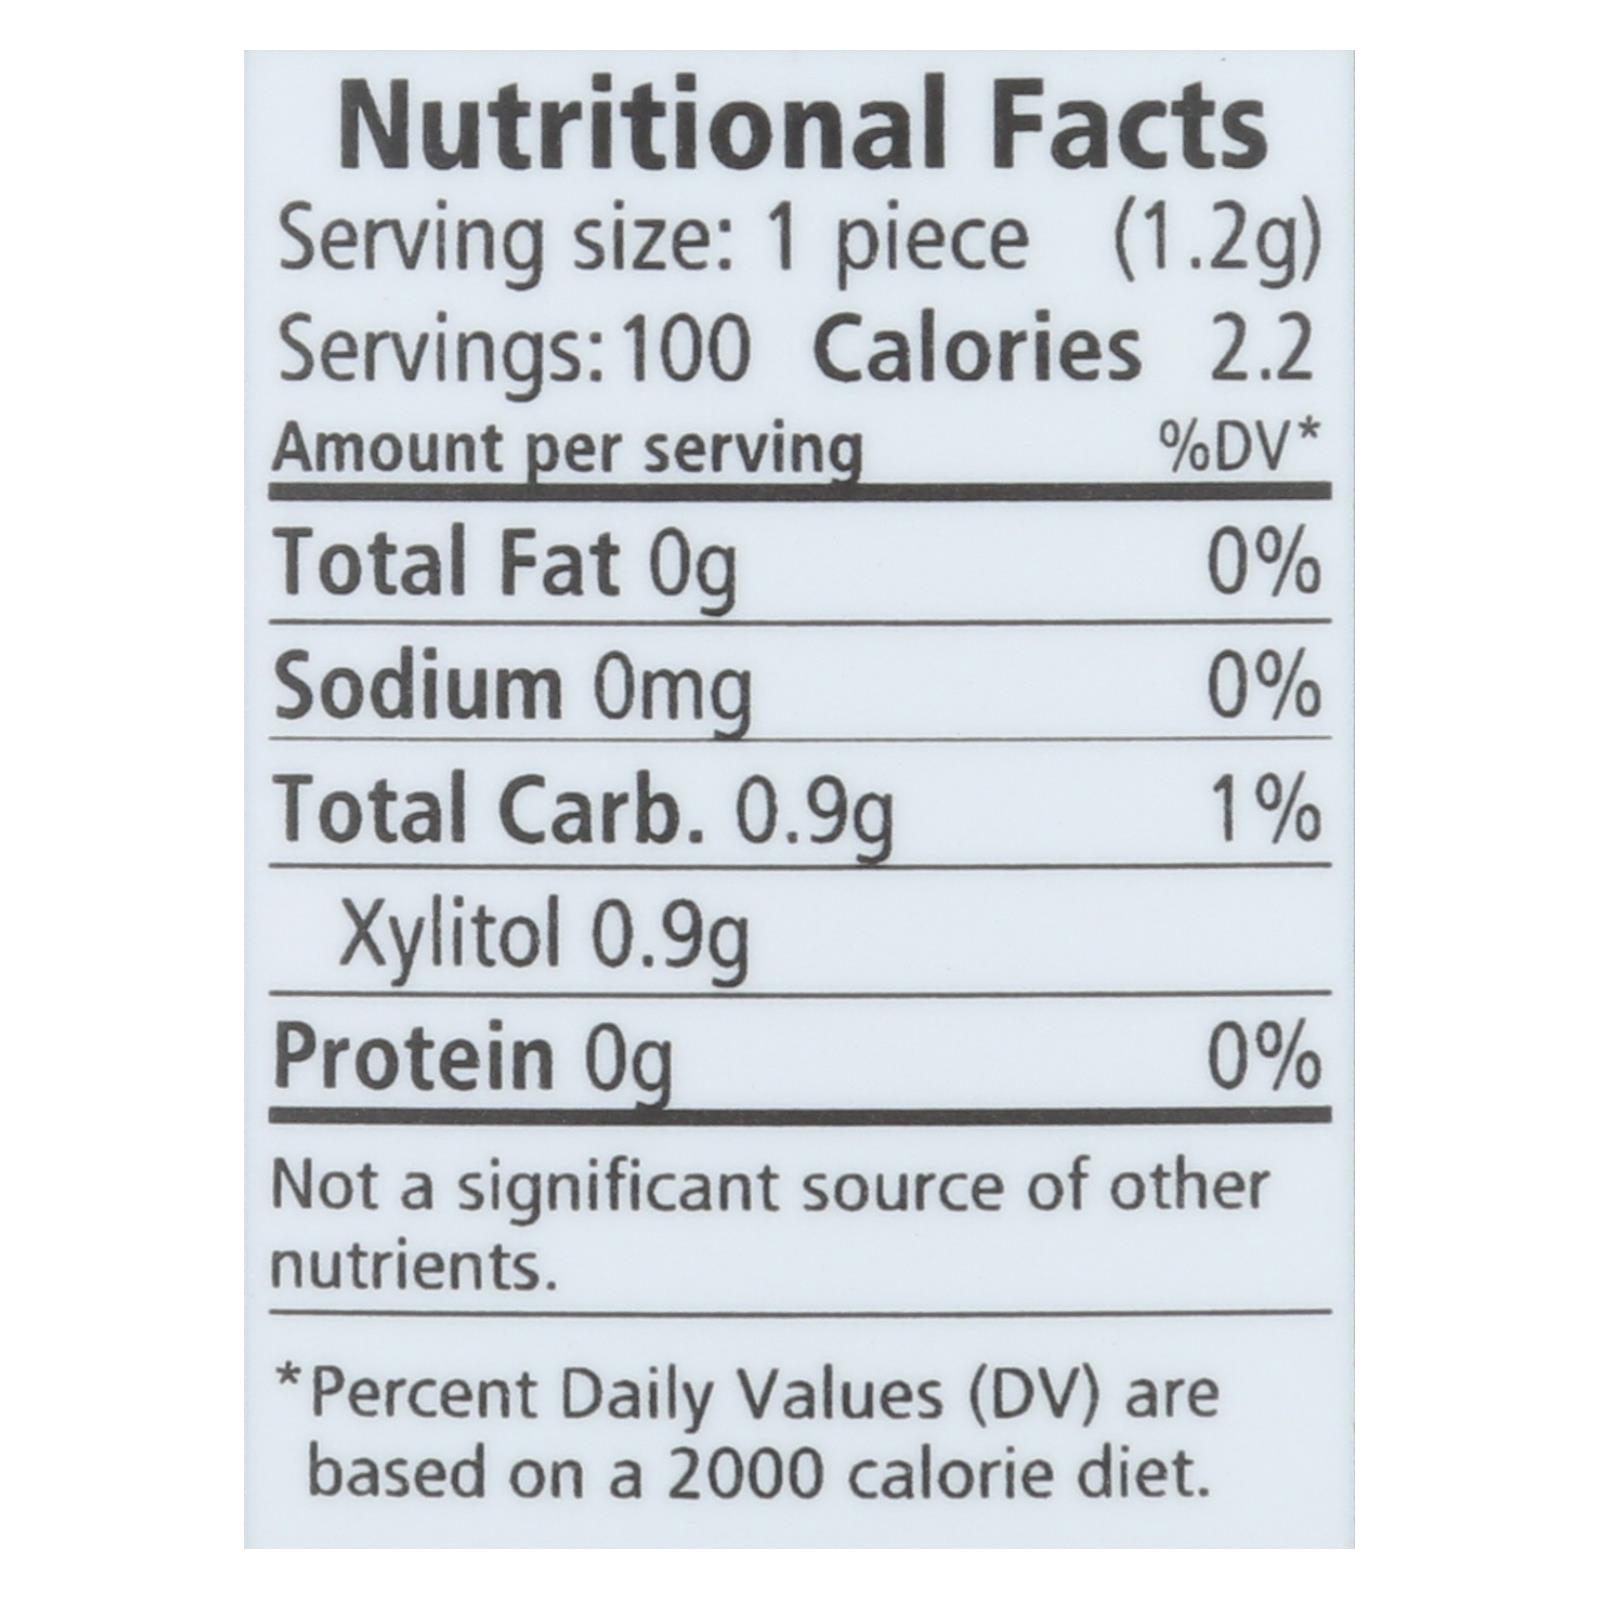 Nutritional Facts
Serving size: 1 piece (1.2g)
Servings: 100 Calories 2.2
Amount per serving %DV*
Total Fat 0g 0%
Sodium 0mg 0%
Total Carb. 0.9g 1%
Xylitol 0.9g
Protein 0g 0%
Not a significant source of other
nutrients.
*Percent Daily Values (DV) are
based on a 2000 calorie diet.